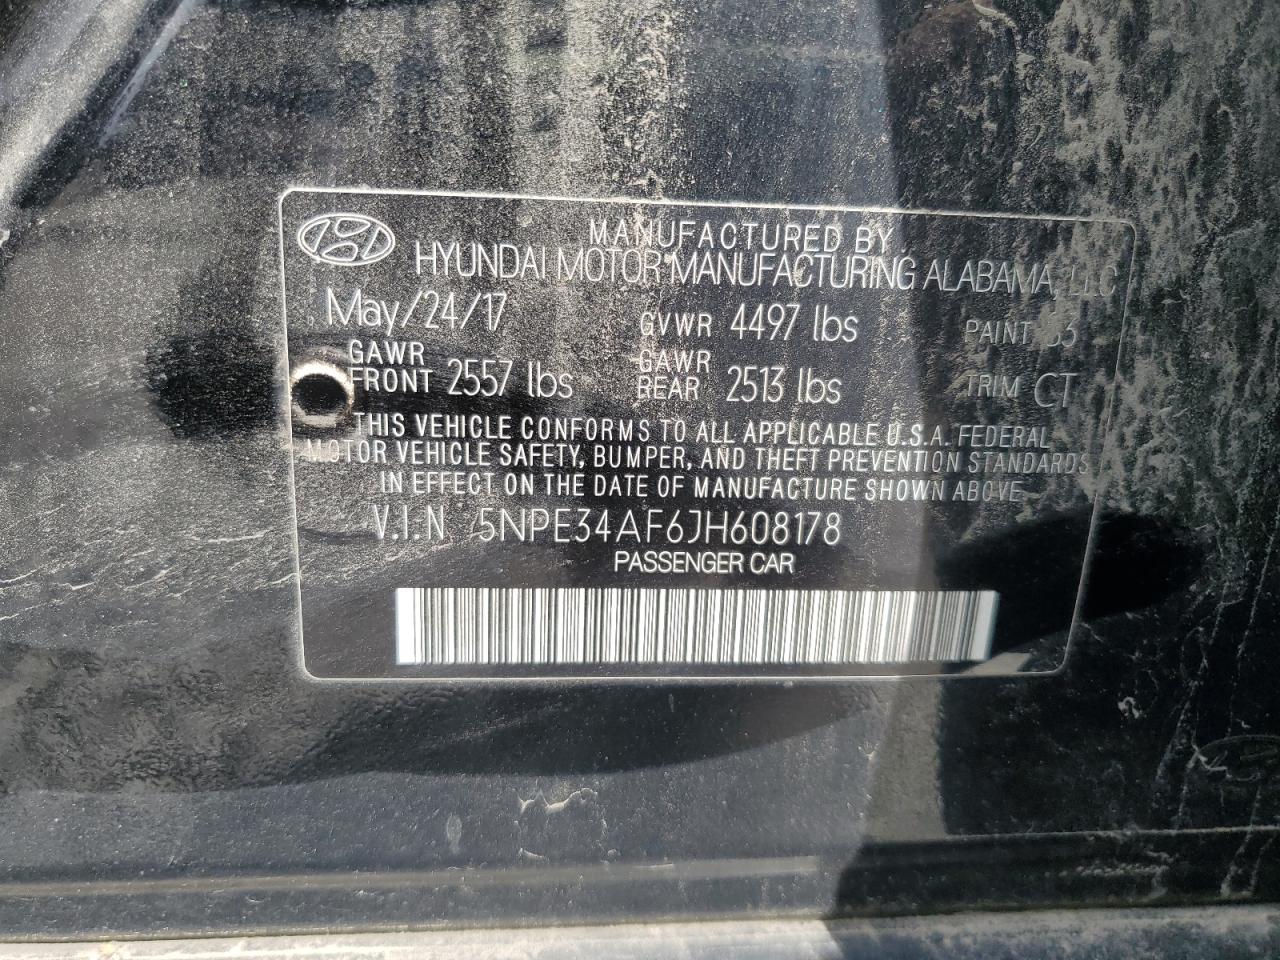 MANUFACTURED BY
HYUNDAI MOTOR MANUFACTURING ALABAMA, LLC
May/24/17 GVWR 4497 lbs PAINT
GAWR FRONT 2557 lbs GAWR REAR 2513 lbs TRIM CT
THIS VEHICLE CONFORMS TO ALL APPLICABLE U.S.A. FEDERAL
MOTOR VEHICLE SAFETY, BUMPER, AND THEFT PREVENTION STANDARDS
IN EFFECT ON THE DATE OF MANUFACTURE SHOWN ABOVE
V.I.N 5NPE34AF6JH608178
PASSENGER CAR